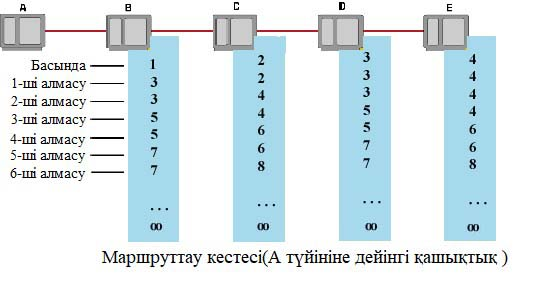 A B C D E
Басында 1 2 3 4
1-ші алмасу 3 2 3 4
2-ші алмасу 3 4 3 4
3-ші алмасу 5 4 5 4
4-ші алмасу 5 6 5 6
5-ші алмасу 7 6 7 6
6-ші алмасу 7 8 7 8
... ... ... ...
∞ ∞ ∞ ∞
Маршруттау кестесі(А түйініне дейінгі қашықтық )